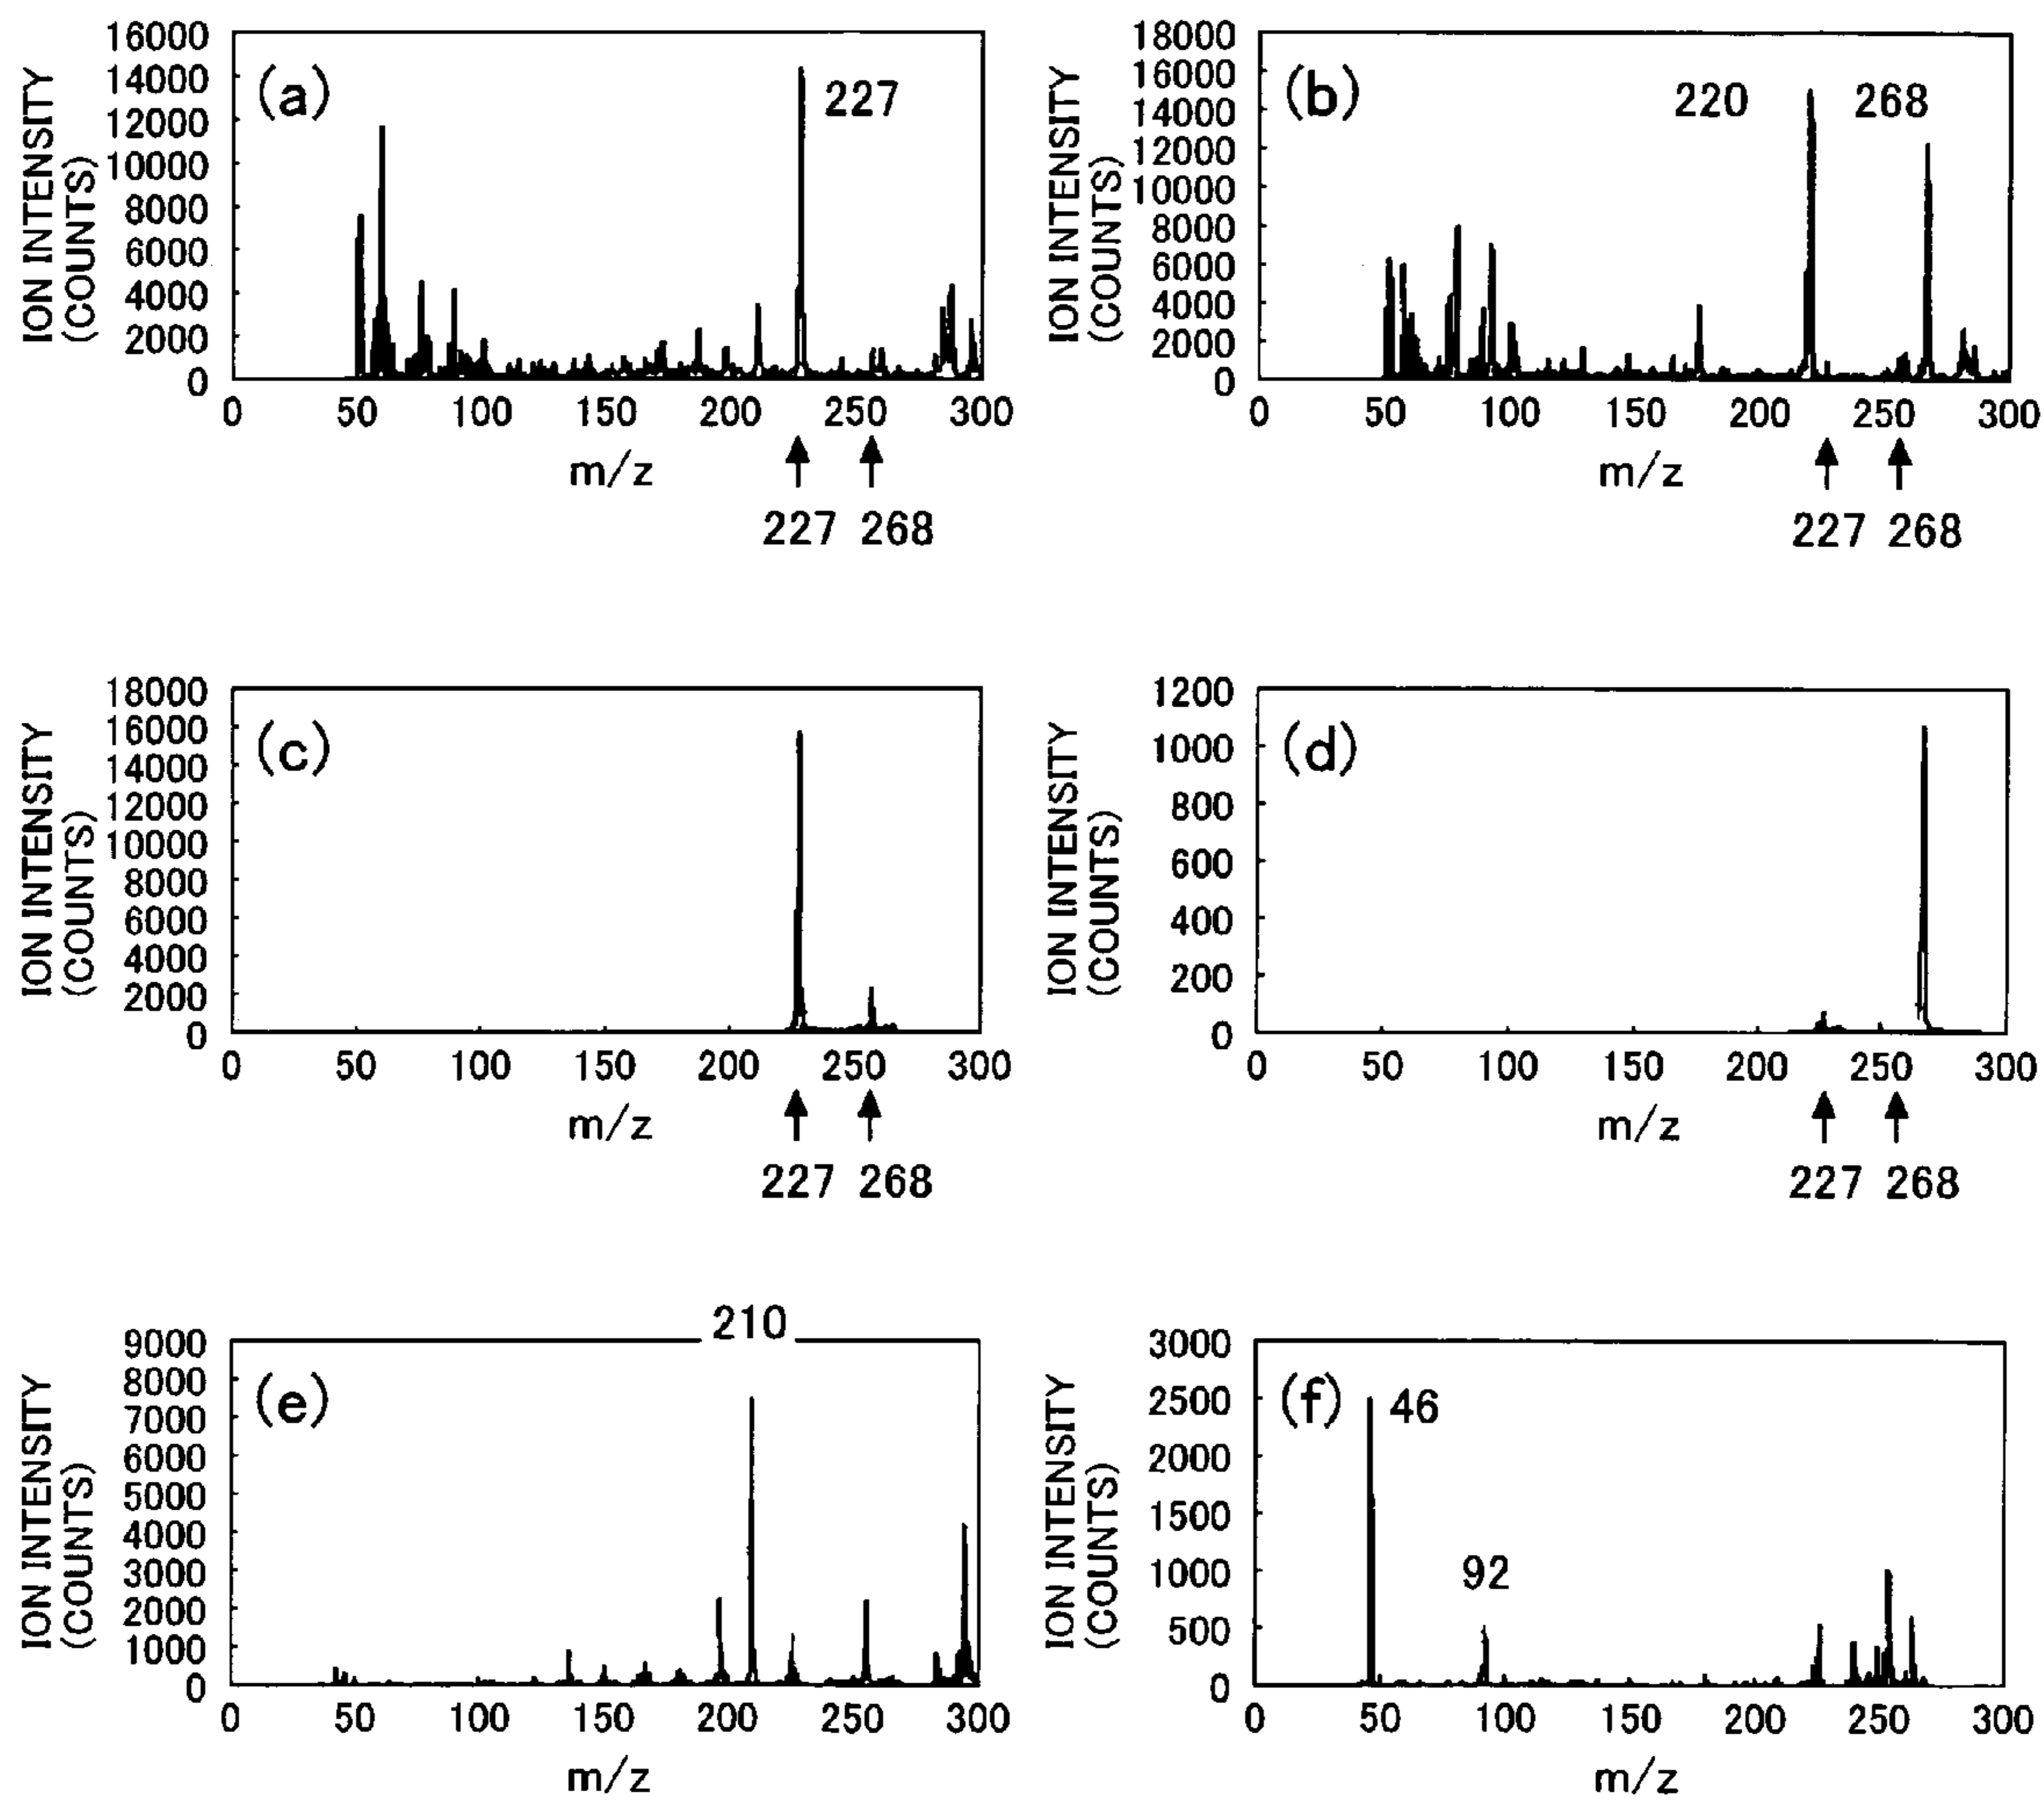 (a)
227
ION INTENSITY
(COUNTS)
16000
14000
12000
10000
8000
6000
4000
2000
0
0 50 100 150 200 250 300
m/z
227 268
(b)
220 268
ION INTENSITY
(COUNTS)
18000
16000
14000
12000
10000
8000
6000
4000
2000
0
0 50 100 150 200 250 300
m/z
227 268
(c)
ION INTENSITY
(COUNTS)
18000
16000
14000
12000
10000
8000
6000
4000
2000
0
0 50 100 150 200 250 300
m/z
227 268
(d)
ION INTENSITY
(COUNTS)
1200
1000
800
600
400
200
0
0 50 100 150 200 250 300
m/z
227 268
210
(e)
ION INTENSITY
(COUNTS)
9000
8000
7000
6000
5000
4000
3000
2000
1000
0
0 50 100 150 200 250 300
m/z
(f)
46
92
ION INTENSITY
(COUNTS)
3000
2500
2000
1500
1000
500
0
0 50 100 150 200 250 300
m/z